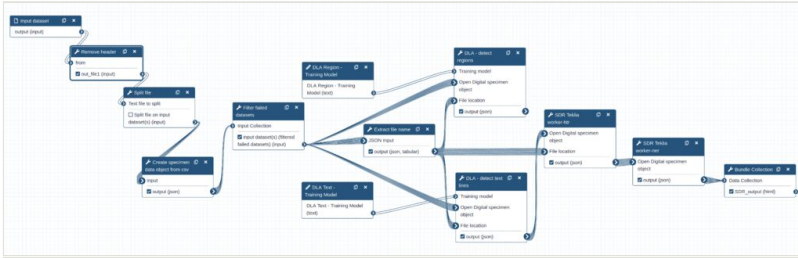 Input dataset
output (input)
Remove header
from
out_file1 (input)
Split file
Text file to split
Split file on input
dataset(s) (input)
Create specimen
data object from csv
Input
output (json)
Filter failed
datasets
Input Collection
input dataset(s) (filtered
failed datasets) (input)
DLA Region -
Training Model
DLA Region - Training
Model (text)
Extract file name
JSON Input
output (json, tabular)
DLA Text -
Training Model
DLA Text - Training Model
(text)
DLA - detect
regions
Training model
Open Digital specimen
object
File location
output (json)
DLA - detect text
lines
Training model
Open Digital specimen
object
File location
output (json)
SDR Tekila
worker-htr
Open Digital specimen
object
File location
output (json)
SDR Tekila
worker-ner
Open Digital specimen
object
output (json)
Bundle Collection
Data Collection
SDR_output (html)